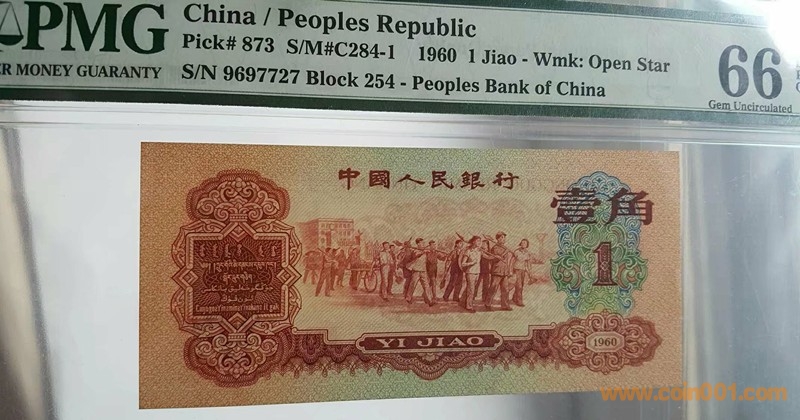 PMG
ER MONEY GUARANTY
China / Peoples Republic
Pick# 873 S/M#C284-1 1960 1 Jiao - Wmk: Open Star
S/N 9697727 Block 254 - Peoples Bank of China
66
Gem Uncirculated
中國人民銀行
壹角
1
YI JIAO
1960
www.coin001.com